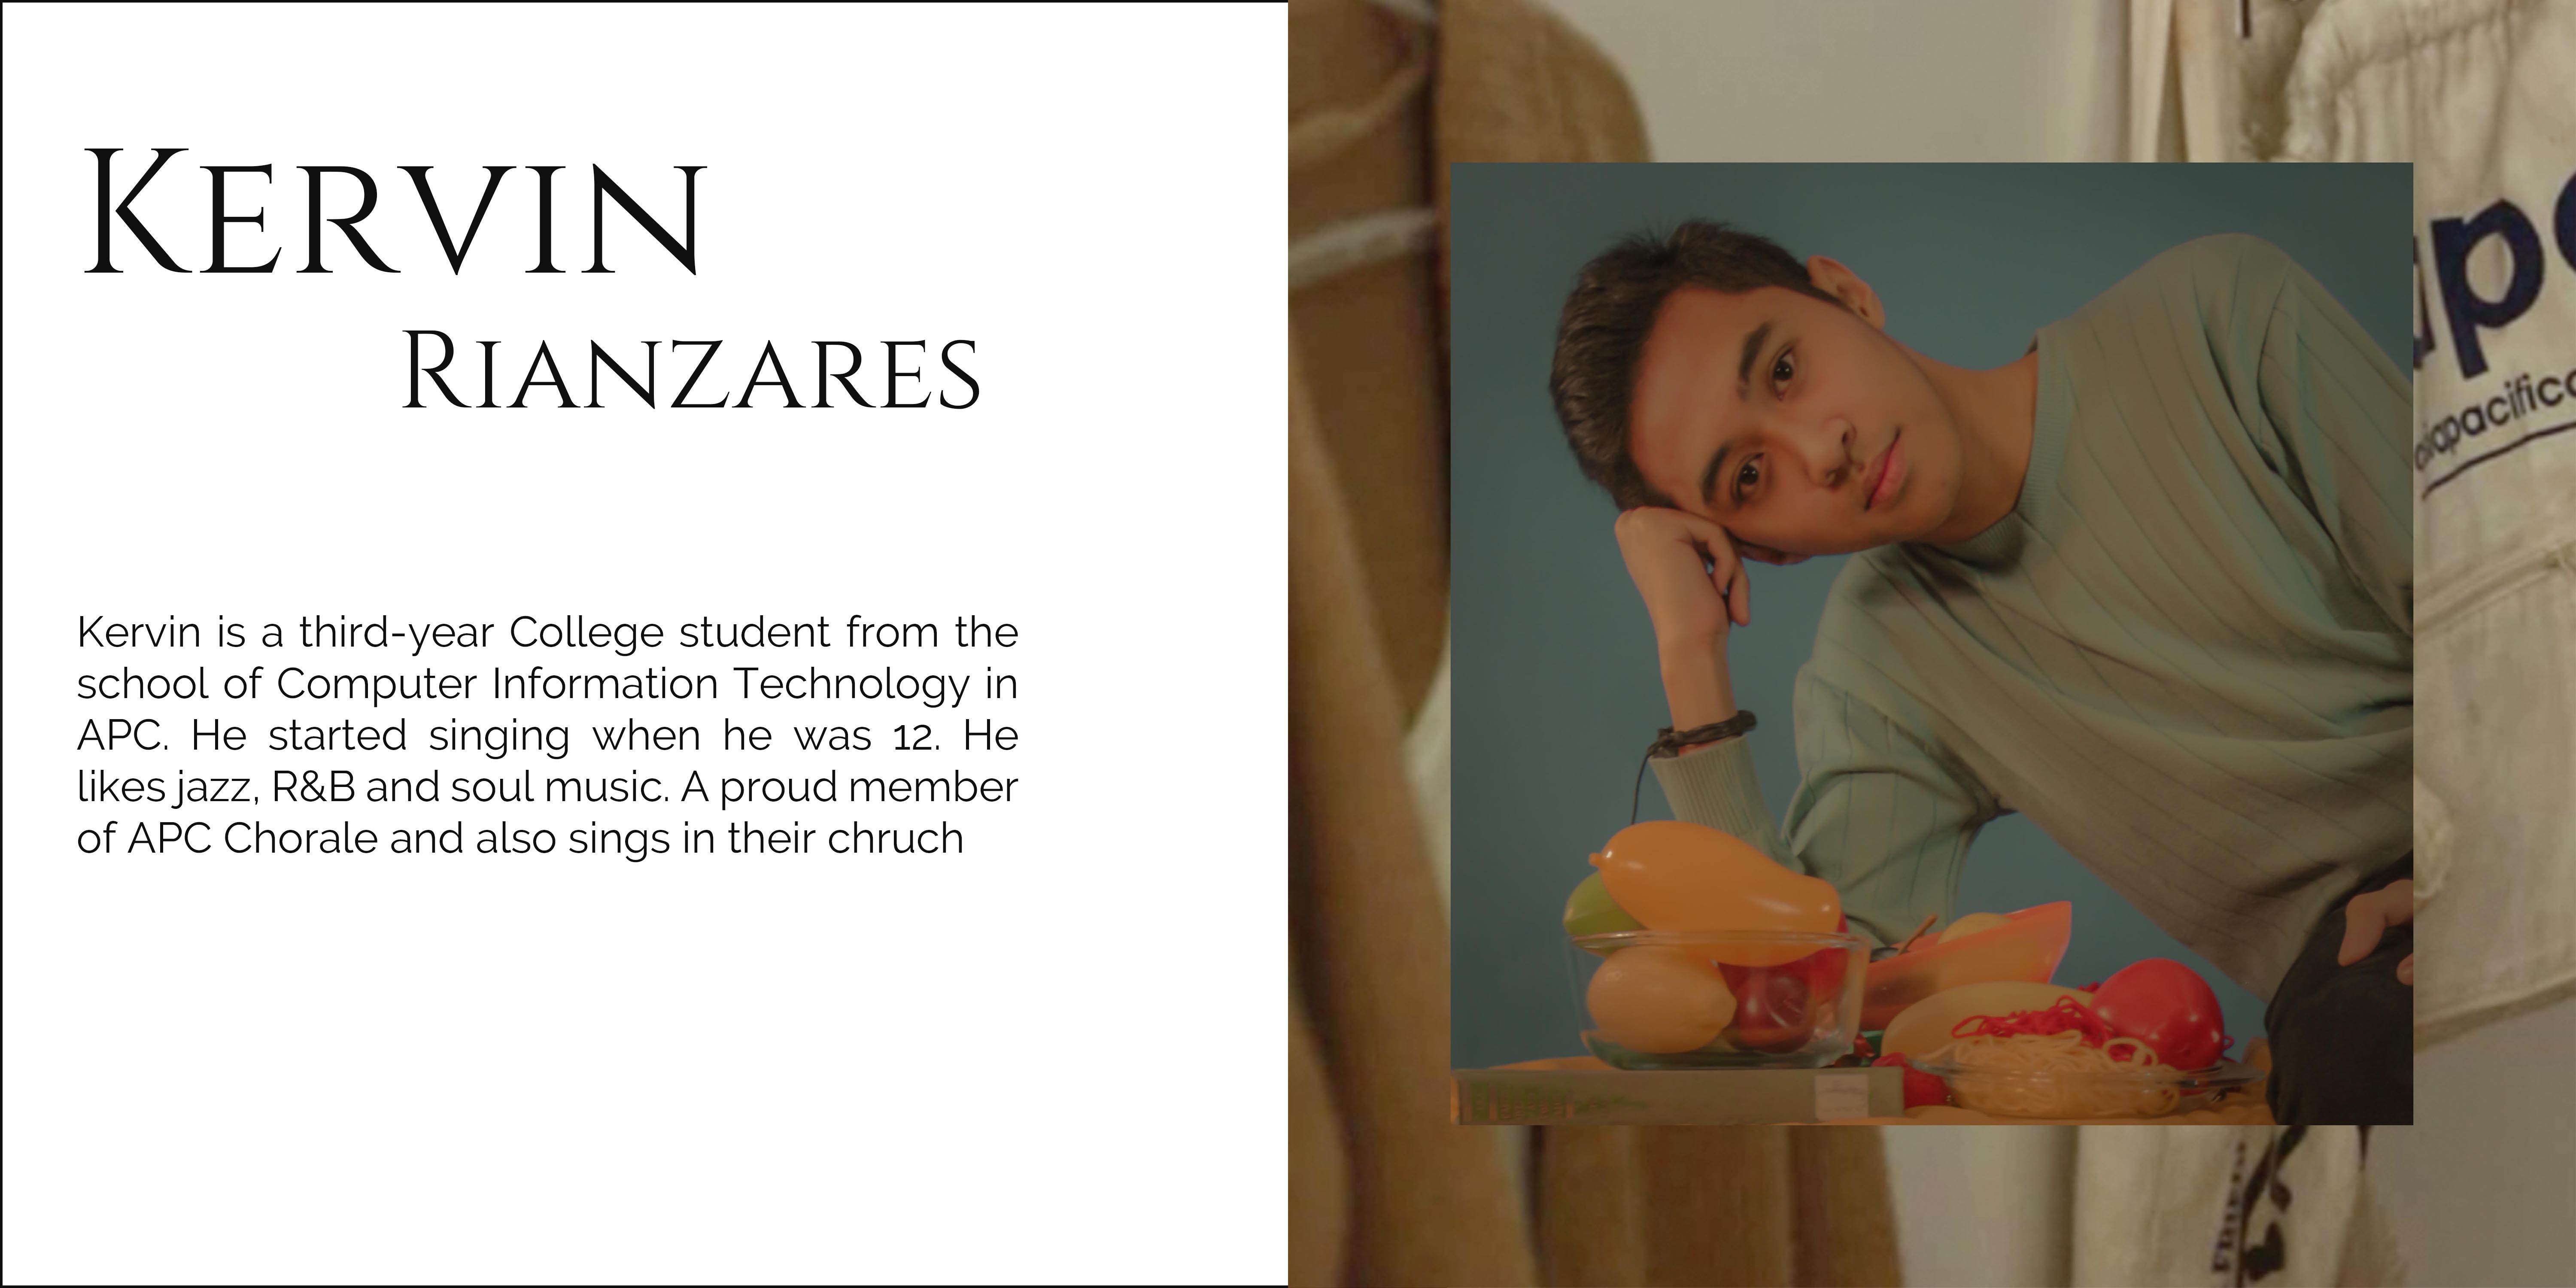 KERVIN
RIANZARES
Kervin is a third-year College student from the
school of Computer Information Technology in
APC. He started singing when he was 12. He
likes jazz, R&B and soul music. A proud member
of APC Chorale and also sings in their chruch